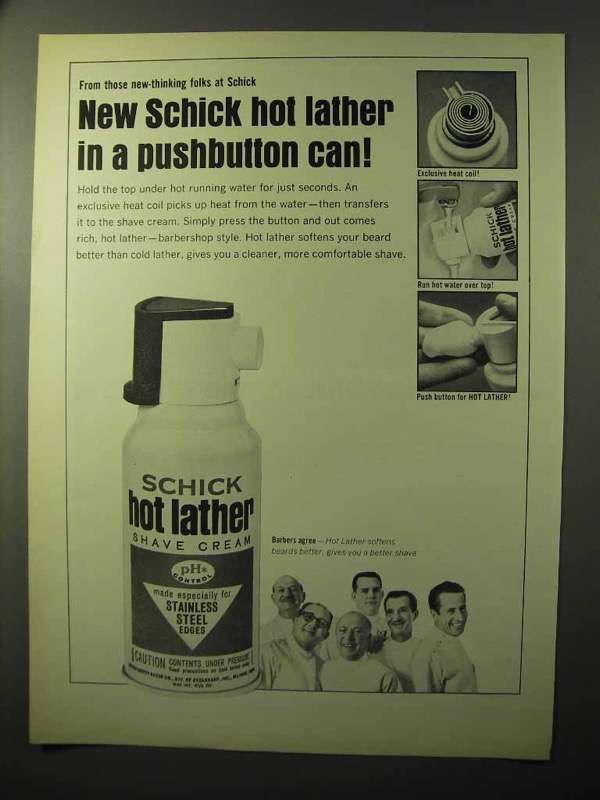 From those new-thinking folks at Schick
New Schick hot lather
in a pushbutton can!
Hold the top under hot running water for just seconds. An
exclusive heat coil picks up heat from the water—then transfers
it to the shave cream. Simply press the button and out comes
rich, hot lather—barbershop style. Hot lather softens your beard
better than cold lather, gives you a cleaner, more comfortable shave.
Exclusive heat coil!
SCHICK
hot lather
Run hot water over top!
Push button for HOT LATHER!
SCHICK
hot lather
SHAVE CREAM
pH*
CONTROL
made especially for
STAINLESS
STEEL
EDGES
CAUTION CONTENTS UNDER PRESSURE
Read precautions on
Barbers agree—Hot Lather softens
beards better, gives you a better shave